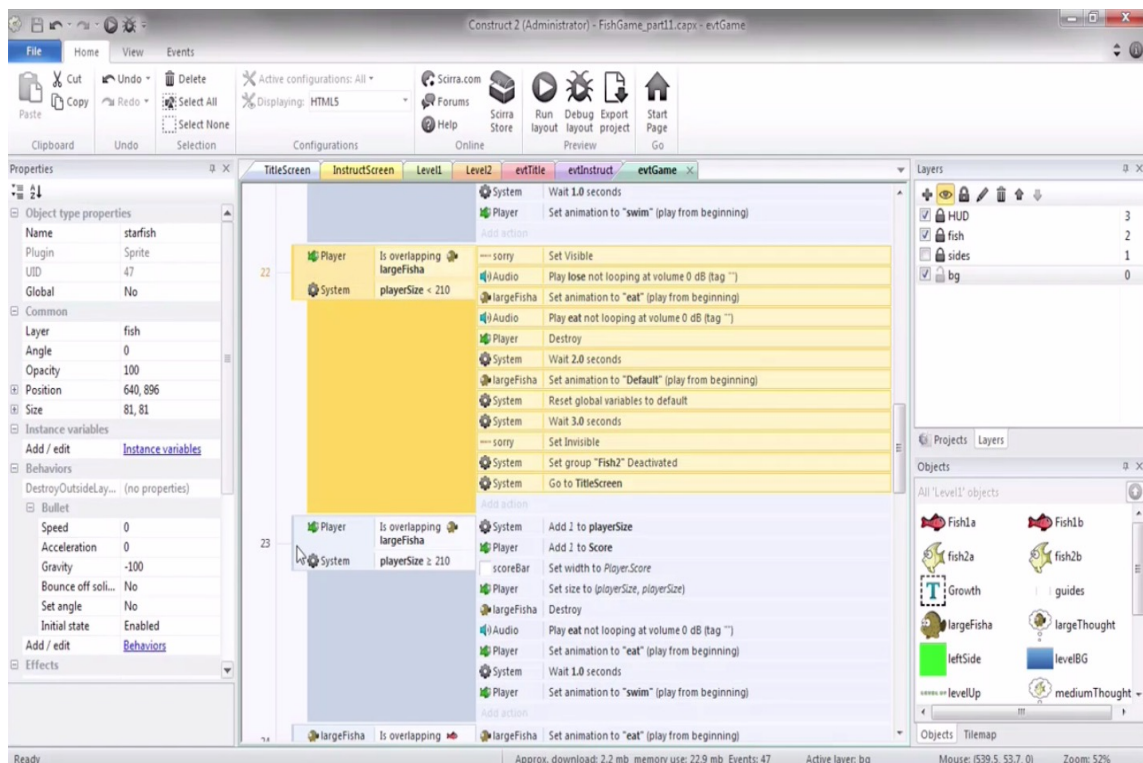 Construct 2 (Administrator) - FishGame_part11.capx - evtGame
File Home View Events
Paste
Cut
Copy
Clipboard
Undo
Redo
Undo
Delete
Select All
Select None
Selection
Active configurations: All
Displaying: HTML5
Configurations
Scirra.com
Forums
Help
Scirra Store
Online
Run layout
Debug layout
Export project
Preview
Start Page
Go
Properties
Object type properties
Name starfish
Plugin Sprite
UID 47
Global No
Common
Layer fish
Angle 0
Opacity 100
Position 640, 896
Size 81, 81
Instance variables
Add / edit Instance variables
Behaviors
DestroyOutsideLay... (no properties)
Bullet
Speed 0
Acceleration 0
Gravity -100
Bounce off soli... No
Set angle No
Initial state Enabled
Add / edit Behaviors
Effects
TitleScreen InstructScreen Level1 Level2 evtTitle evtInstruct evtGame
System Wait 1.0 seconds
Player Set animation to "swim" (play from beginning)
Add action
22
Player Is overlapping largeFisha
System playerSize < 210
sorry Set Visible
Audio Play lose not looping at volume 0 dB (tag "")
largeFisha Set animation to "eat" (play from beginning)
Audio Play eat not looping at volume 0 dB (tag "")
Player Destroy
System Wait 2.0 seconds
largeFisha Set animation to "Default" (play from beginning)
System Reset global variables to default
System Wait 3.0 seconds
sorry Set Invisible
System Set group "Fish2" Deactivated
System Go to TitleScreen
Add action
23
Player Is overlapping largeFisha
System playerSize ≥ 210
System Add 1 to playerSize
Player Add 1 to Score
scoreBar Set width to Player.Score
Player Set size to (playerSize, playerSize)
largeFisha Destroy
Audio Play eat not looping at volume 0 dB (tag "")
Player Set animation to "eat" (play from beginning)
System Wait 1.0 seconds
Player Set animation to "swim" (play from beginning)
Add action
24
largeFisha Is overlapping
largeFisha Set animation to "eat" (play from beginning)
Layers
HUD 3
fish 2
sides 1
bg 0
Projects Layers
Objects
All 'Level1' objects
Fish1a Fish1b
fish2a fish2b
Growth guides
largeFisha largeThought
leftSide levelBG
levelUp mediumThought
Objects Tilemap
Ready
Approx. download: 2.2 mb memory use: 22.9 mb Events: 47 Active layer: bg Mouse: (539.5, 53.7, 0) Zoom: 52%